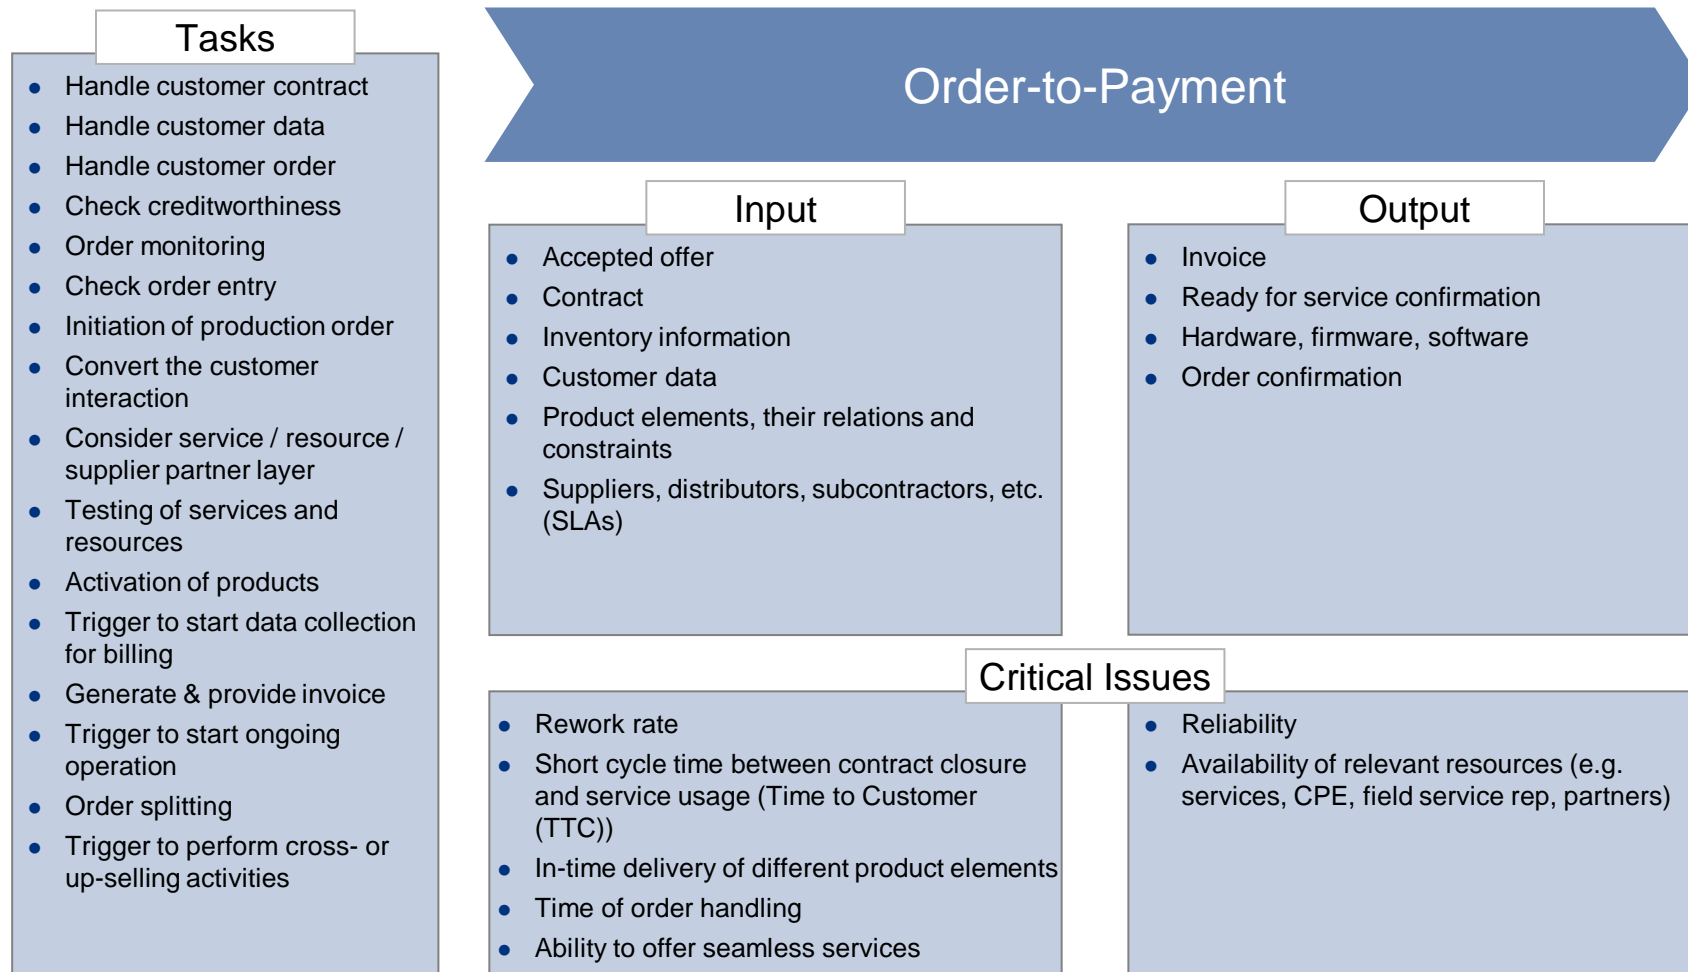 Tasks
Handle customer contract
Handle customer data
Handle customer order
Check creditworthiness
Order monitoring
Check order entry
Initiation of production order
Convert the customer
interaction
Consider service / resource /
supplier partner layer
Testing of services and
resources
Activation of products
Trigger to start data collection
for billing
Generate & provide invoice
Trigger to start ongoing
operation
Order splitting
Trigger to perform cross- or
up-selling activities
Order-to-Payment
Input
Accepted offer
Contract
Inventory information
Customer data
Product elements, their relations and
constraints
Suppliers, distributors, subcontractors, etc.
(SLAs)
Output
Invoice
Ready for service confirmation
Hardware, firmware, software
Order confirmation
Critical Issues
Rework rate
Short cycle time between contract closure
and service usage (Time to Customer
(TTC))
In-time delivery of different product elements
Time of order handling
Ability to offer seamless services
Reliability
Availability of relevant resources (e.g.
services, CPE, field service rep, partners)